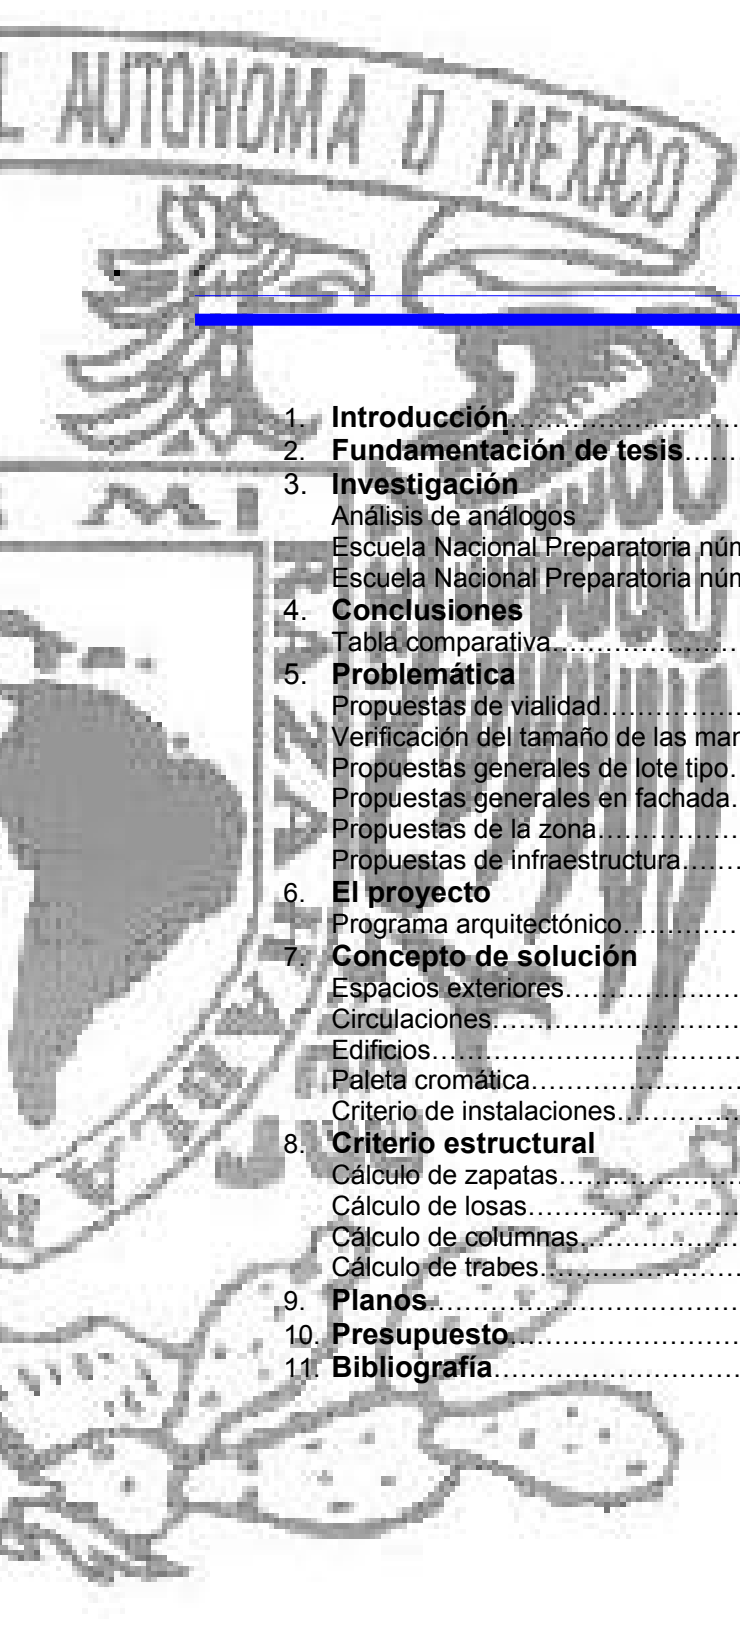 L AUTONOMA D MEXICO
1. Introducción
2. Fundamentación de tesis
3. Investigación
Análisis de análogos
Escuela Nacional Preparatoria núm
Escuela Nacional Preparatoria núm
4. Conclusiones
Tabla comparativa
5. Problemática
Propuestas de vialidad
Verificación del tamaño de las man
Propuestas generales de lote tipo.
Propuestas generales en fachada.
Propuestas de la zona
Propuestas de infraestructura
6. El proyecto
Programa arquitectónico
7. Concepto de solución
Espacios exteriores
Circulaciones
Edificios
Paleta cromática
Criterio de instalaciones
8. Criterio estructural
Cálculo de zapatas
Cálculo de losas
Cálculo de columnas
Cálculo de trabes
9. Planos
10. Presupuesto
11. Bibliografía